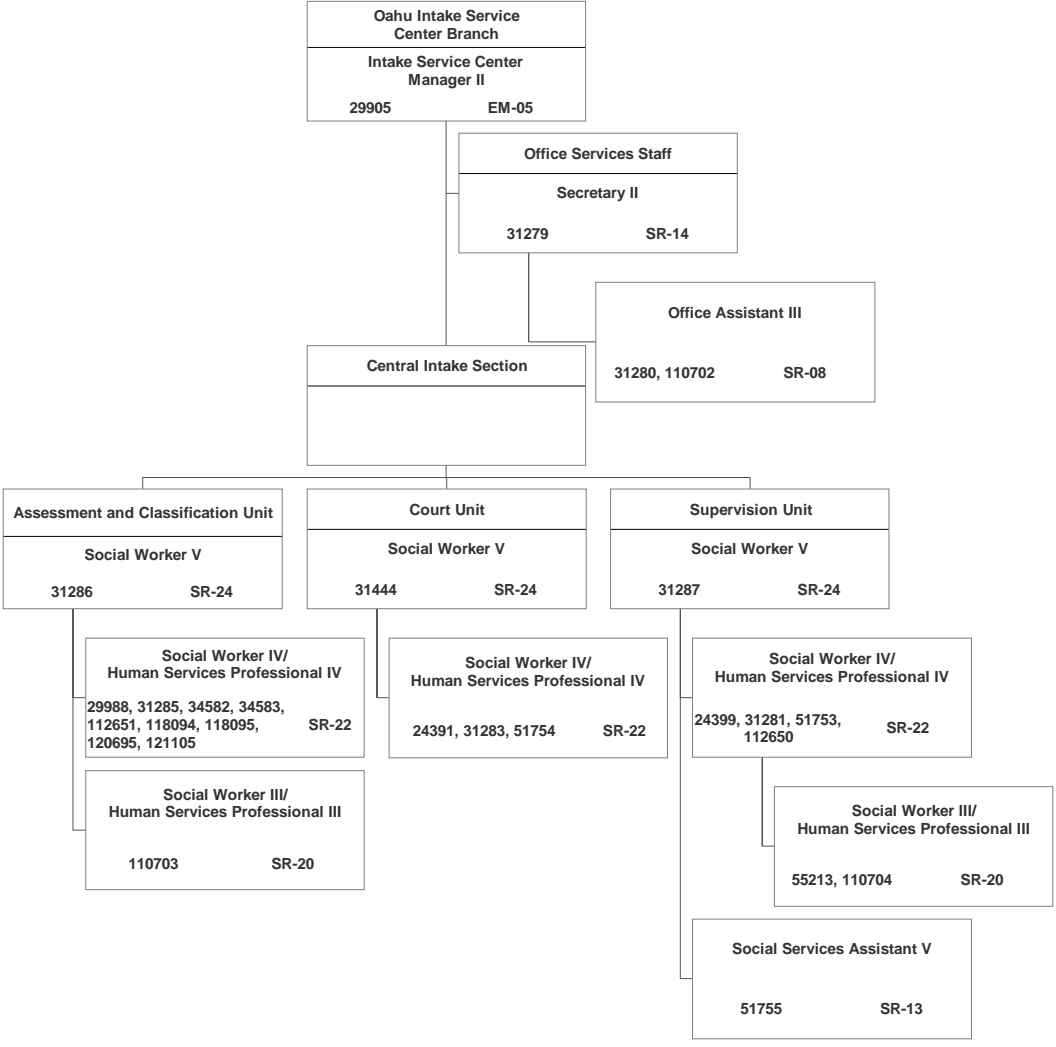 Oahu Intake Service
Center Branch
Intake Service Center
Manager II
29905 EM-05
Office Services Staff
Secretary II
31279 SR-14
Office Assistant III
31280, 110702 SR-08
Central Intake Section
Assessment and Classification Unit
Social Worker V
31286 SR-24
Court Unit
Social Worker V
31444 SR-24
Supervision Unit
Social Worker V
31287 SR-24
Social Worker IV/
Human Services Professional IV
29988, 31285, 34582, 34583,
112651, 118094, 118095, SR-22
120695, 121105
Social Worker III/
Human Services Professional III
110703 SR-20
Social Worker IV/
Human Services Professional IV
24391, 31283, 51754 SR-22
Social Worker IV/
Human Services Professional IV
24399, 31281, 51753, SR-22
112650
Social Worker III/
Human Services Professional III
55213, 110704 SR-20
Social Services Assistant V
51755 SR-13